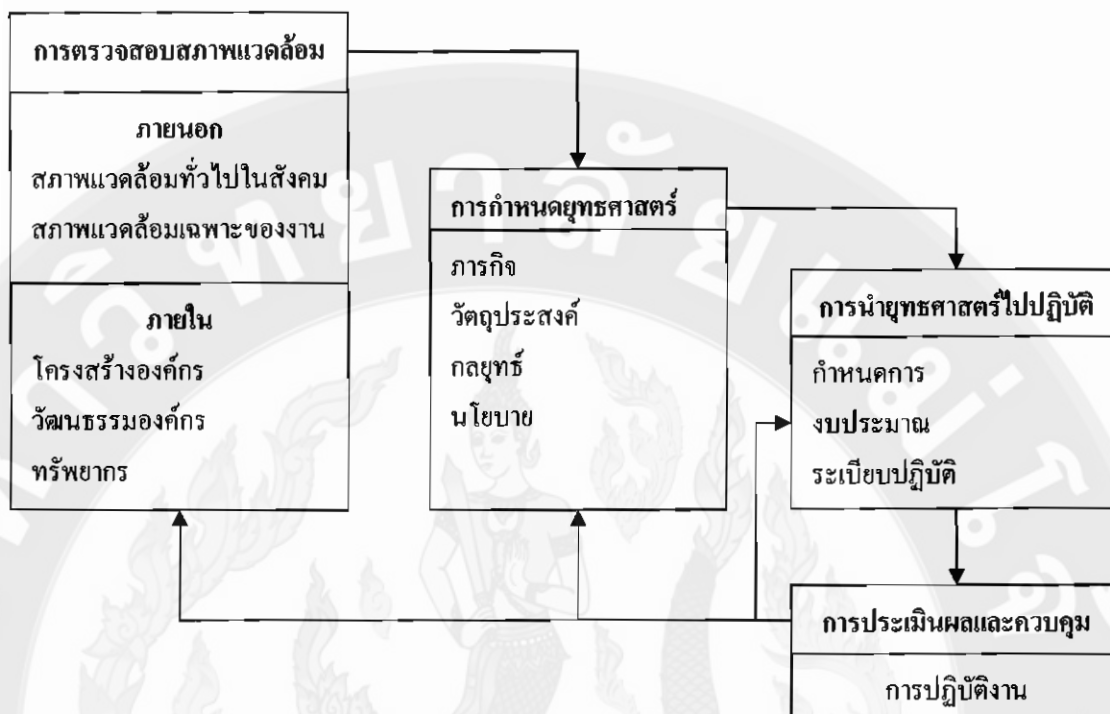 การตรวจสอบสภาพแวดล้อม
ภายนอก
สภาพแวดล้อมทั่วไปในสังคม
สภาพแวดล้อมเฉพาะของงาน
ภายใน
โครงสร้างองค์กร
วัฒนธรรมองค์กร
ทรัพยากร
การกำหนดยุทธศาสตร์
ภารกิจ
วัตถุประสงค์
กลยุทธ์
นโยบาย
การนำยุทธศาสตร์ไปปฏิบัติ
กำหนดการ
งบประมาณ
ระเบียบปฏิบัติ
การประเมินผลและควบคุม
การปฏิบัติงาน